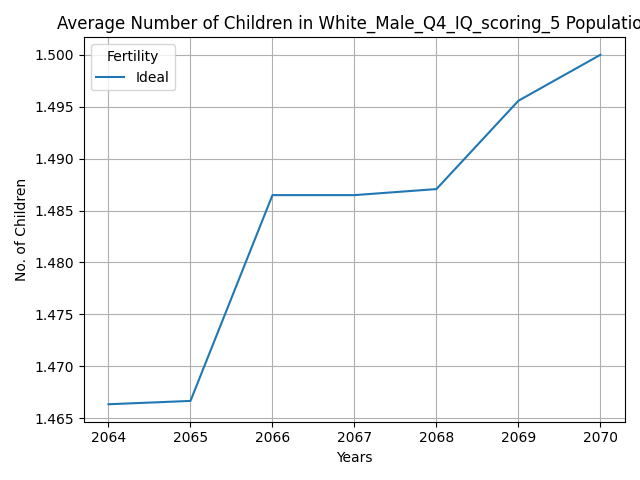 Average Number of Children in White_Male_Q4_IQ_scoring_5 Populatio
Fertility
Ideal
1.500
1.495
1.490
1.485
1.480
1.475
1.470
1.465
No. of Children
2064 2065 2066 2067 2068 2069 2070
Years